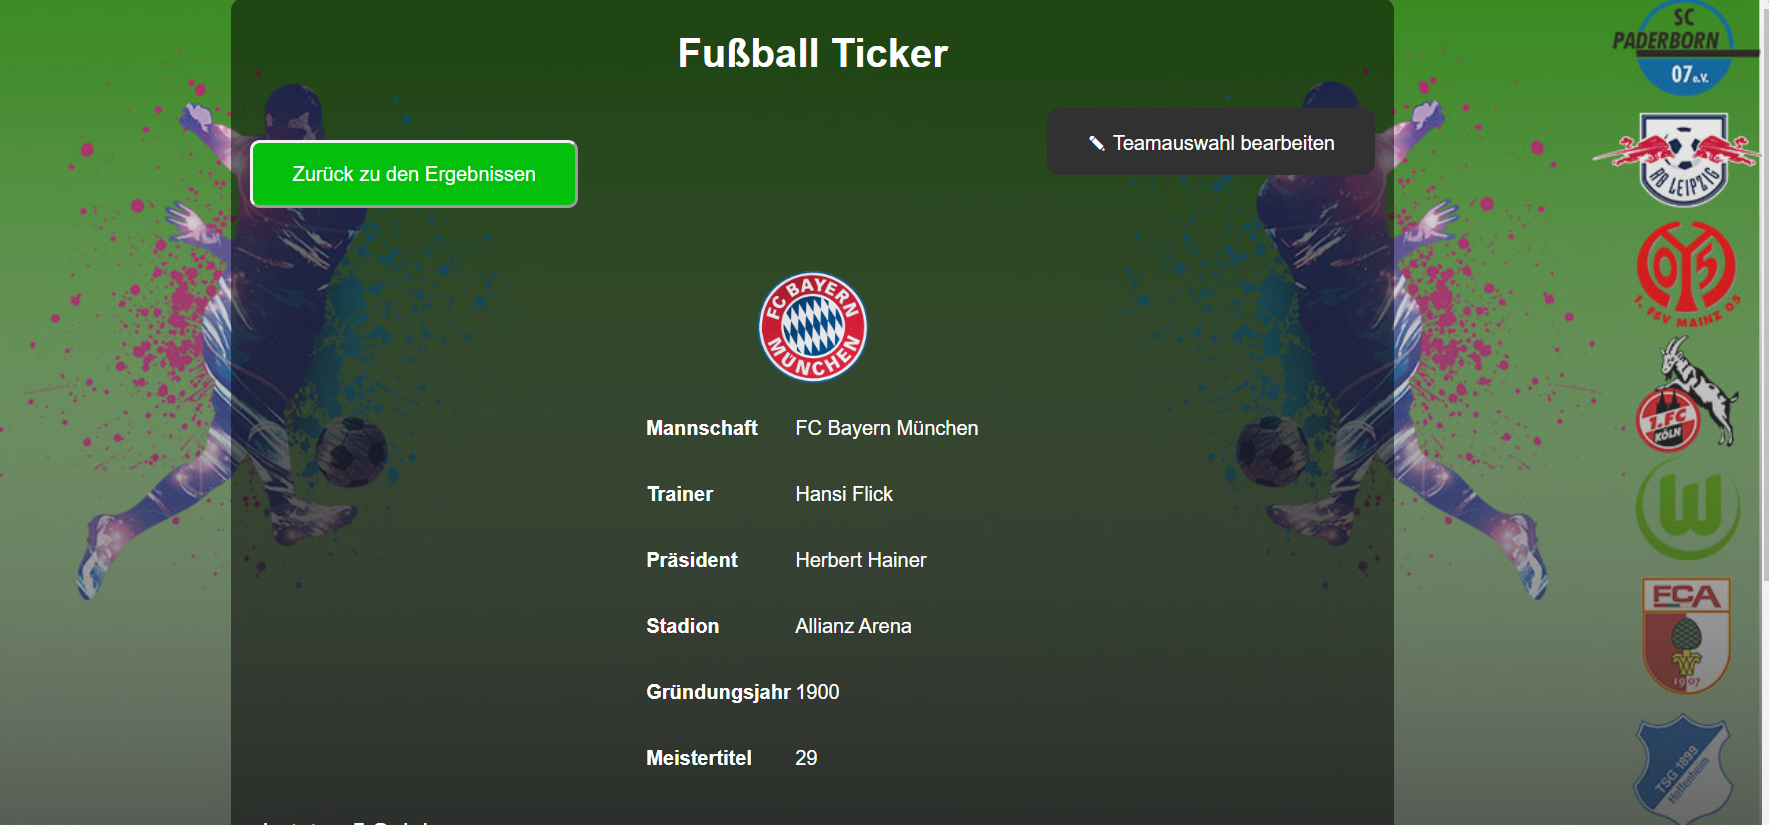 Fußball Ticker
Teamauswahl bearbeiten
Zurück zu den Ergebnissen
FC BAYERN
MÜNCHEN
Mannschaft FC Bayern München
Trainer Hansi Flick
Präsident Herbert Hainer
Stadion Allianz Arena
Gründungsjahr 1900
Meistertitel 29
SC
PADERBORN
07 e.V.
RB LEIPZIG
1. FSV MAINZ 05
1. FC
KÖLN
W
FCA
1907
TSG 1899
Hoffenheim